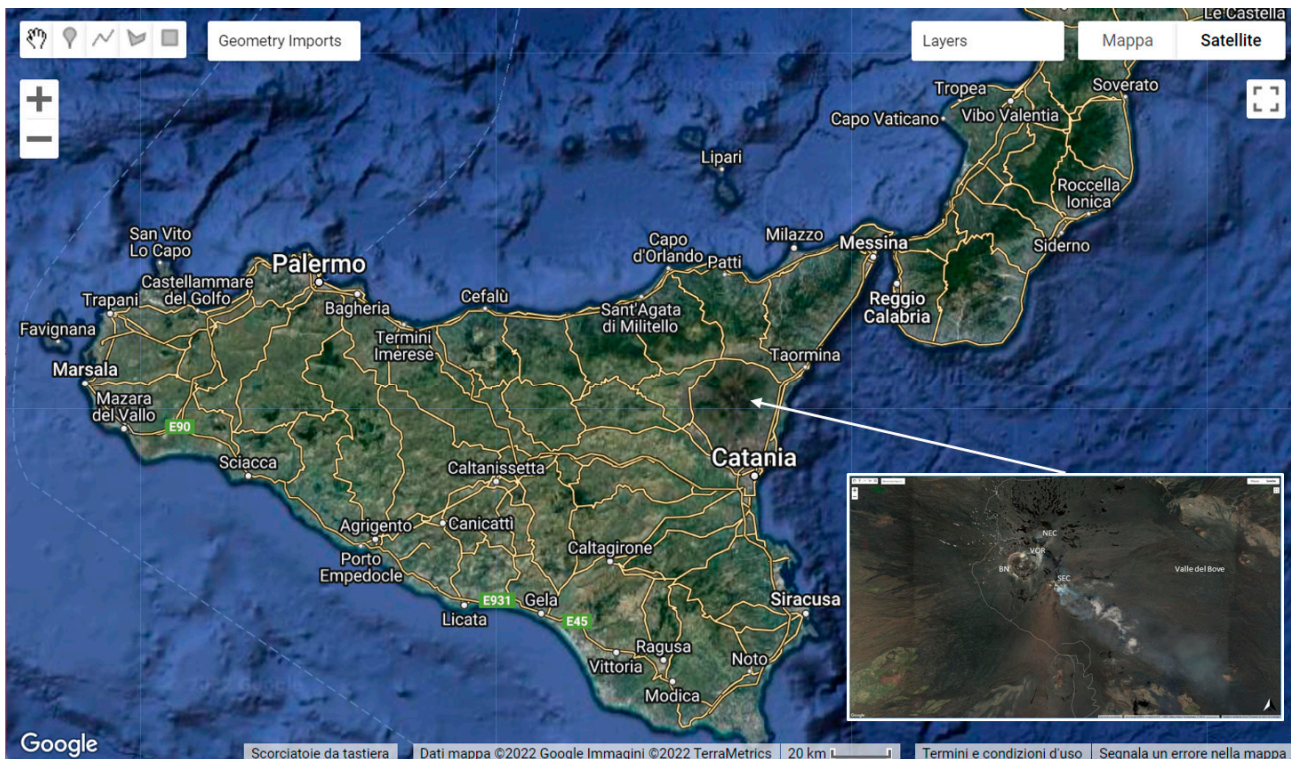 Geometry Imports
Layers
Mappa
Satellite
Le Castella
Tropea
Soverato
Vibo Valentia
Capo Vaticano
Lipari
Roccella
Ionica
San Vito
Lo Capo
Milazzo
Messina
Siderno
Capo
d'Orlando
Patti
Palermo
Castellammare
del Golfo
Trapani
Bagheria
Cefalù
Sant'Agata
di Militello
Reggio
Calabria
Favignana
Termini
Imerese
Taormina
Marsala
Mazara
del Vallo
E90
Sciacca
Caltanissetta
Catania
Agrigento
Canicattì
Porto
Empedocle
Caltagirone
NEC
VOR
BN
SEC
Valle del Bove
Google
E931
Gela
Licata
E45
Siracusa
Ragusa
Vittoria
Noto
Modica
Google
Scorciatoie da tastiera
Dati mappa ©2022 Google Immagini ©2022 TerraMetrics
20 km
Termini e condizioni d'uso
Segnala un errore nella mappa